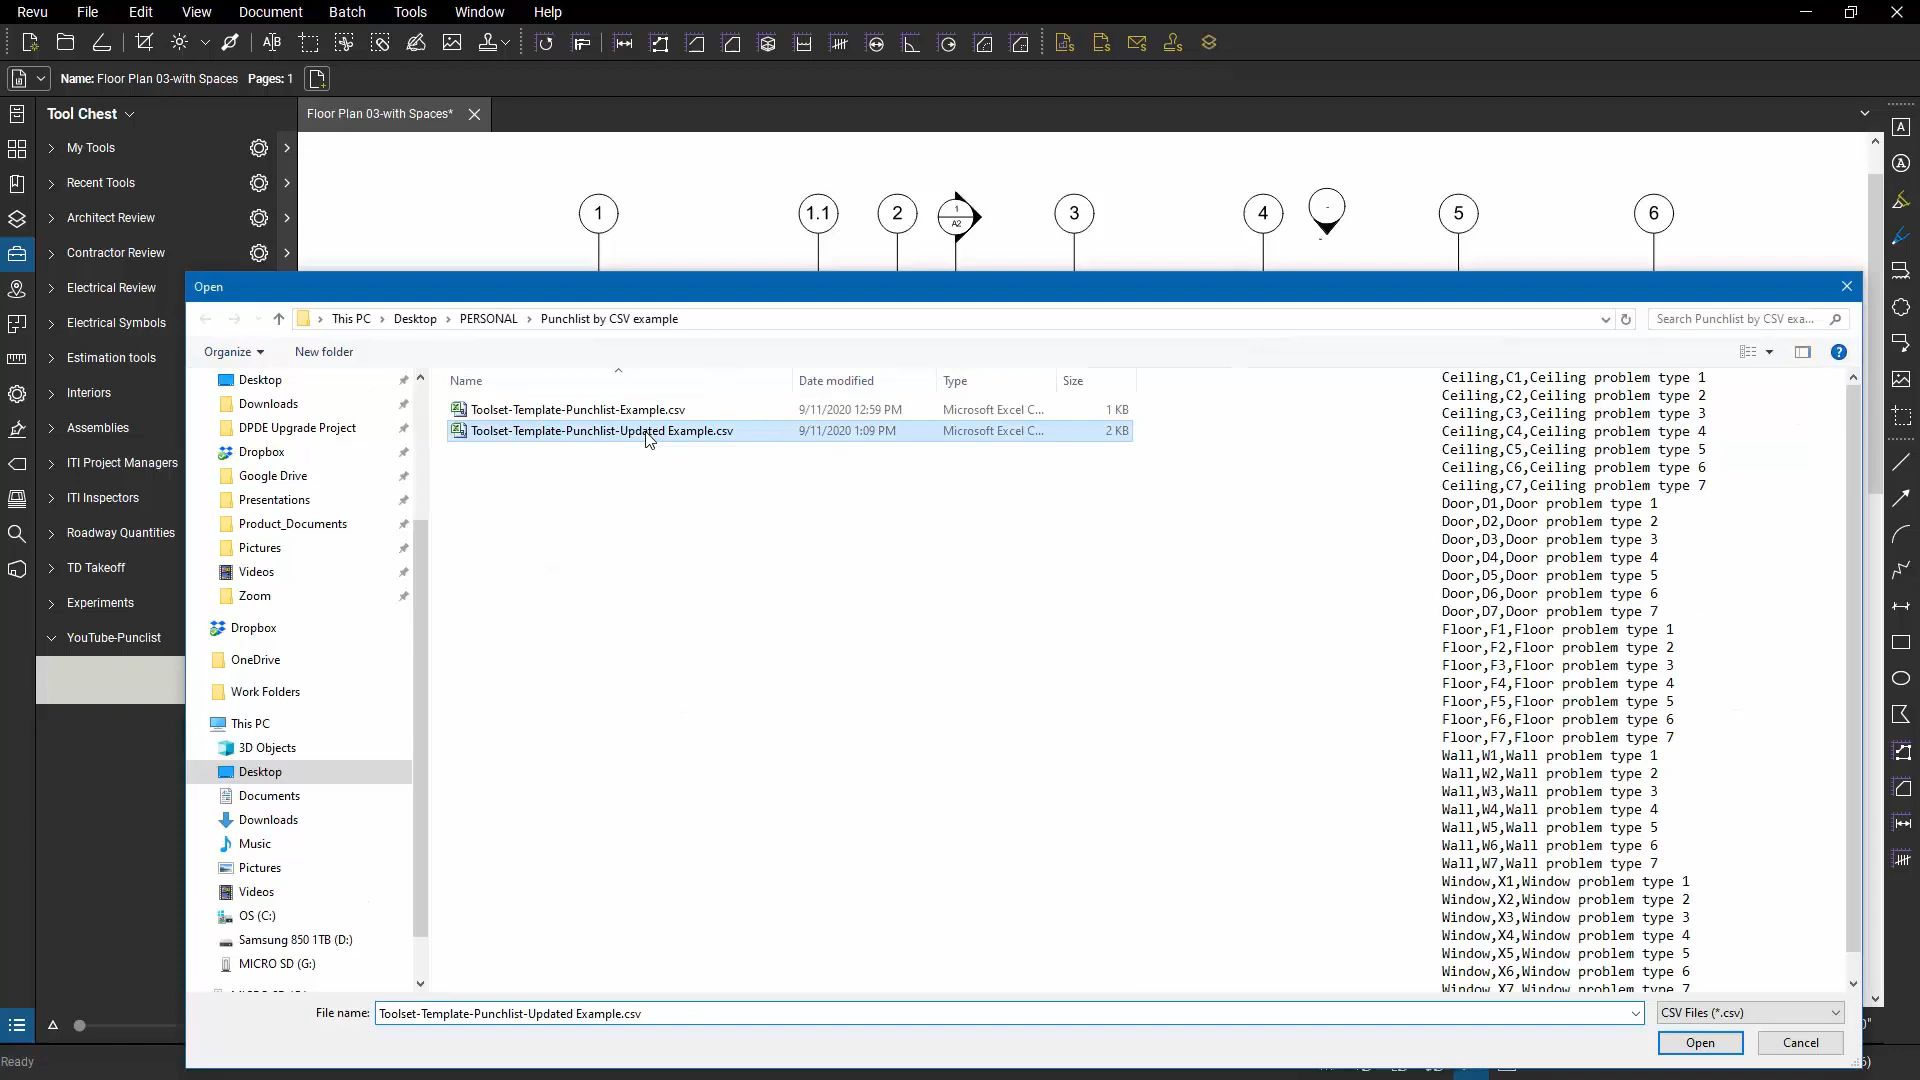 Revu File Edit View Document Batch Tools Window Help
Name: Floor Plan 03-with Spaces Pages: 1
Tool Chest
Floor Plan 03-with Spaces*
My Tools
Recent Tools
Architect Review
Contractor Review
Electrical Review
Electrical Symbols
Estimation tools
Interiors
Assemblies
ITI Project Managers
ITI Inspectors
Roadway Quantities
TD Takeoff
Experiments
YouTube-Punclist
Ready
1 1.1 2 1 A2 3 4 - 5 6
-
Open
This PC Desktop PERSONAL Punchlist by CSV example
Search Punchlist by CSV exa...
Organize New folder
Desktop
Downloads
DPDE Upgrade Project
Dropbox
Google Drive
Presentations
Product_Documents
Pictures
Videos
Zoom
Dropbox
OneDrive
Work Folders
This PC
3D Objects
Desktop
Documents
Downloads
Music
Pictures
Videos
OS (C:)
Samsung 850 1TB (D:)
MICRO SD (G:)
Name Date modified Type Size
Toolset-Template-Punchlist-Example.csv 9/11/2020 12:59 PM Microsoft Excel C... 1 KB
Toolset-Template-Punchlist-Updated Example.csv 9/11/2020 1:09 PM Microsoft Excel C... 2 KB
Ceiling,C1,Ceiling problem type 1
Ceiling,C2,Ceiling problem type 2
Ceiling,C3,Ceiling problem type 3
Ceiling,C4,Ceiling problem type 4
Ceiling,C5,Ceiling problem type 5
Ceiling,C6,Ceiling problem type 6
Ceiling,C7,Ceiling problem type 7
Door,D1,Door problem type 1
Door,D2,Door problem type 2
Door,D3,Door problem type 3
Door,D4,Door problem type 4
Door,D5,Door problem type 5
Door,D6,Door problem type 6
Door,D7,Door problem type 7
Floor,F1,Floor problem type 1
Floor,F2,Floor problem type 2
Floor,F3,Floor problem type 3
Floor,F4,Floor problem type 4
Floor,F5,Floor problem type 5
Floor,F6,Floor problem type 6
Floor,F7,Floor problem type 7
Wall,W1,Wall problem type 1
Wall,W2,Wall problem type 2
Wall,W3,Wall problem type 3
Wall,W4,Wall problem type 4
Wall,W5,Wall problem type 5
Wall,W6,Wall problem type 6
Wall,W7,Wall problem type 7
Window,X1,Window problem type 1
Window,X2,Window problem type 2
Window,X3,Window problem type 3
Window,X4,Window problem type 4
Window,X5,Window problem type 5
Window,X6,Window problem type 6
Window,X7,Window problem type 7
File name: Toolset-Template-Punchlist-Updated Example.csv CSV Files (*.csv)
Open Cancel